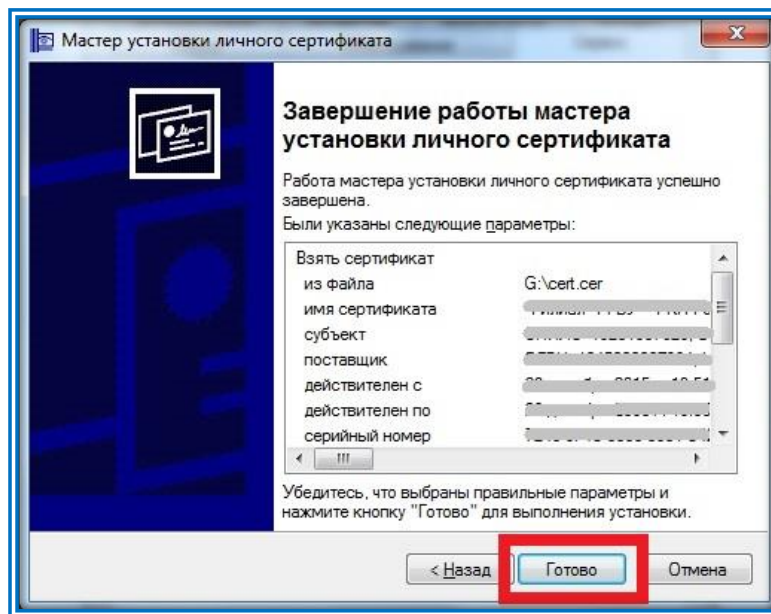 Мастер установки личного сертификата
Завершение работы мастера
установки личного сертификата
Работа мастера установки личного сертификата успешно
завершена.
Были указаны следующие параметры:
Взять сертификат
из файла G:\cert.cer
имя сертификата
субъект
поставщик
действителен с
действителен по
серийный номер
Убедитесь, что выбраны правильные параметры и
нажмите кнопку "Готово" для выполнения установки.
< Назад Готово Отмена